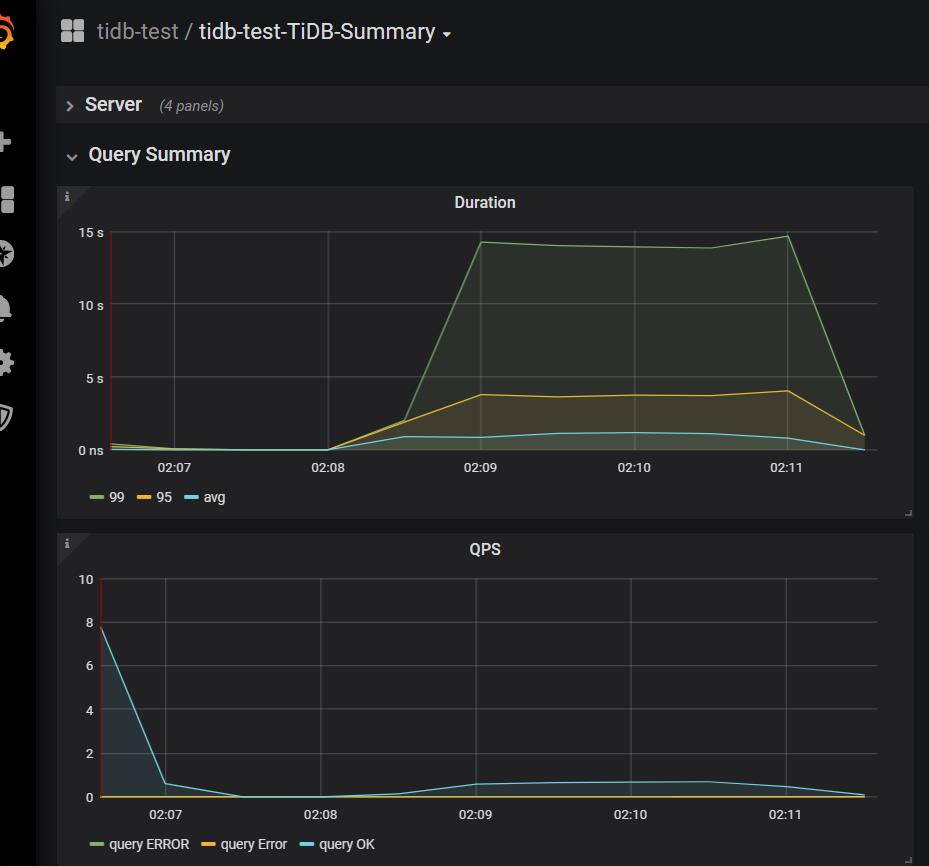 tidb-test / tidb-test-TiDB-Summary
Server (4 panels)
Query Summary
i
Duration
15 s
10 s
5 s
0 ns
02:07 02:08 02:09 02:10 02:11
99 95 avg
i
QPS
10
8
6
4
2
0
02:07 02:08 02:09 02:10 02:11
query ERROR query Error query OK